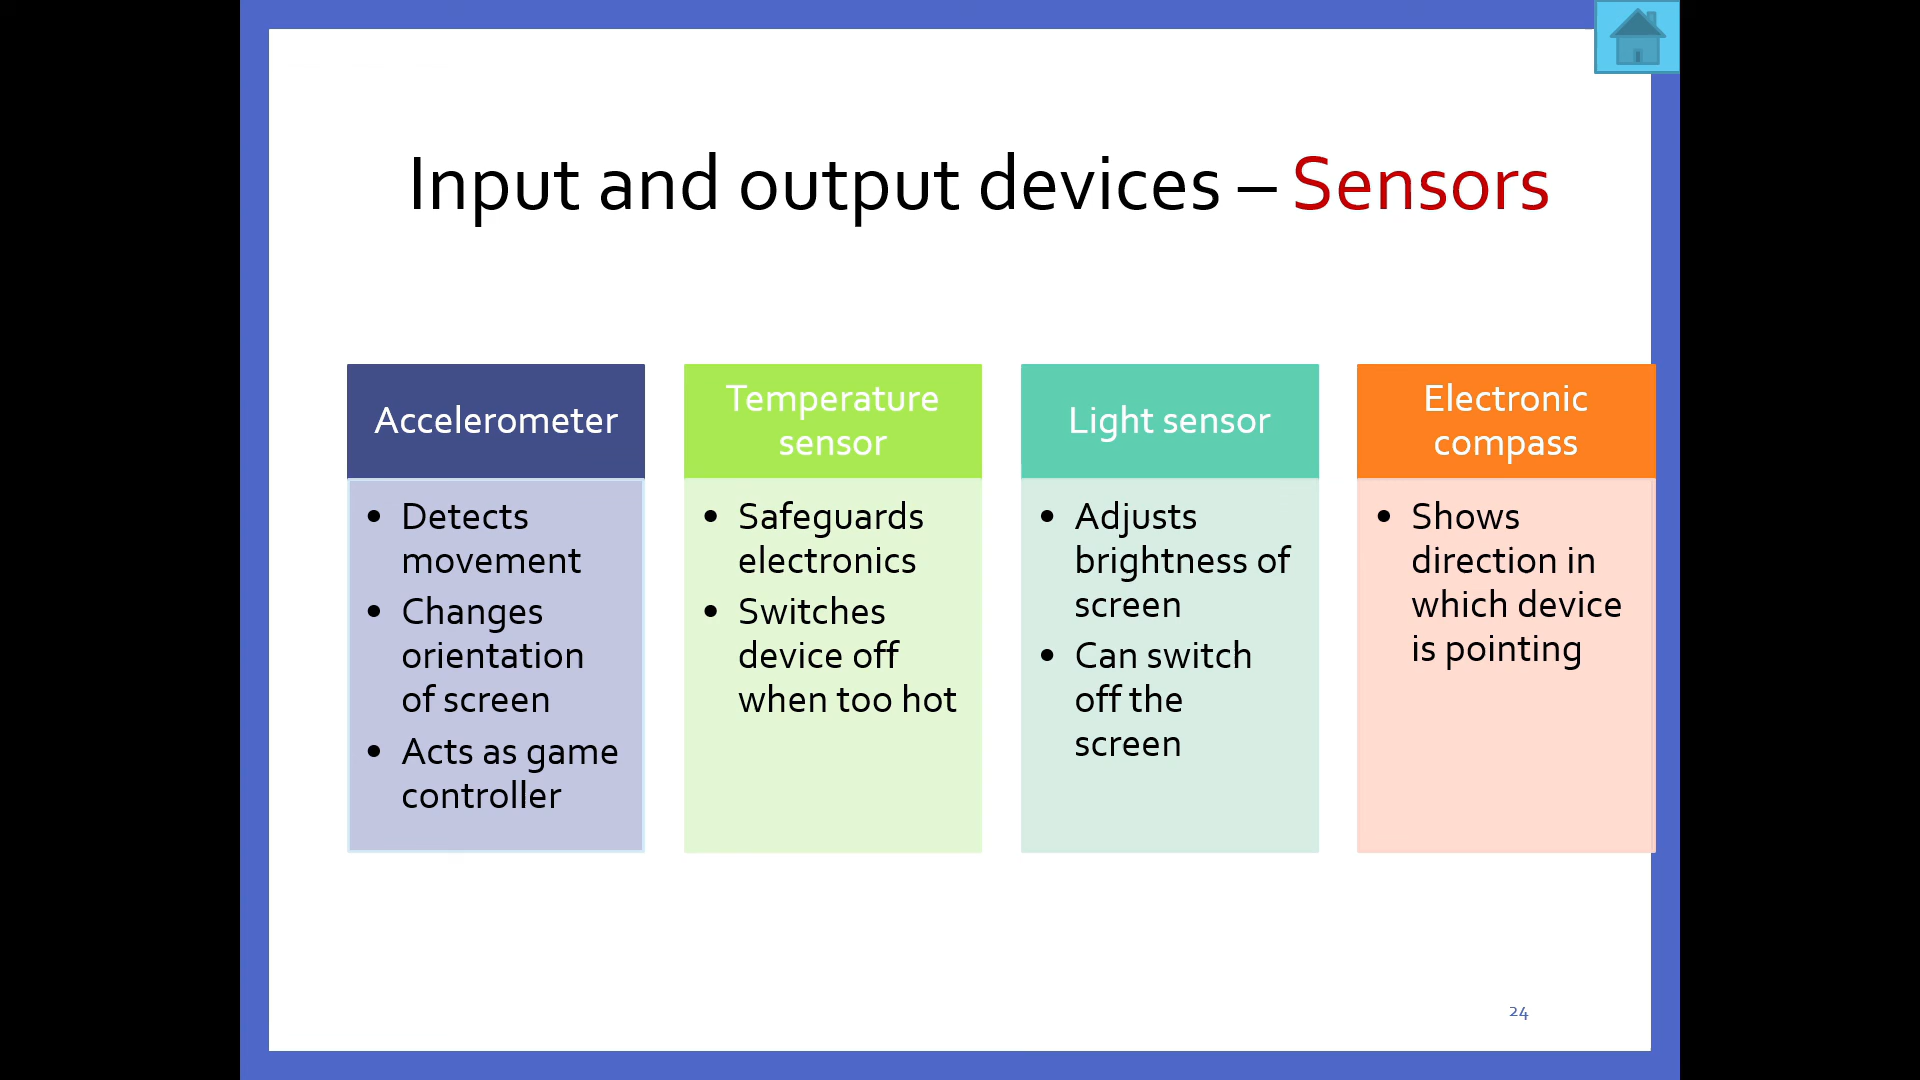 Input and output devices – Sensors
Accelerometer
• Detects
movement
• Changes
orientation
of screen
• Acts as game
controller
Temperature
sensor
• Safeguards
electronics
• Switches
device off
when too hot
Light sensor
• Adjusts
brightness of
screen
• Can switch
off the
screen
Electronic
compass
• Shows
direction in
which device
is pointing
24